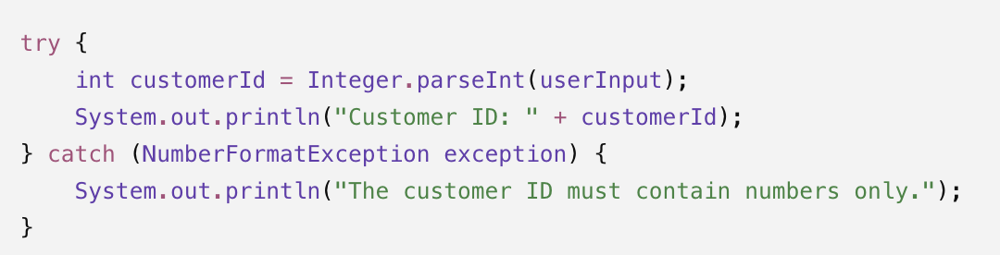 try {
    int customerId = Integer.parseInt(userInput);
    System.out.println("Customer ID: " + customerId);
} catch (NumberFormatException exception) {
    System.out.println("The customer ID must contain numbers only.");
}